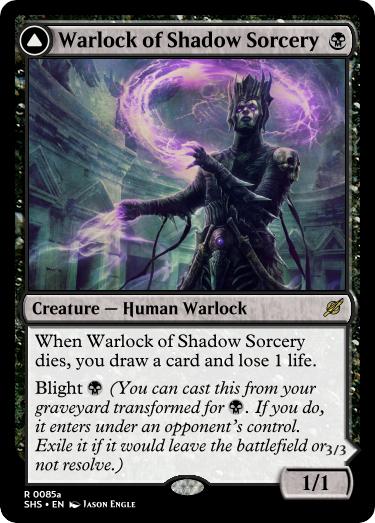 Warlock of Shadow Sorcery
Creature — Human Warlock
When Warlock of Shadow Sorcery
dies, you draw a card and lose 1 life.
Blight (You can cast this from your
graveyard transformed for . If you do,
it enters under an opponent's control.
Exile it if it would leave the battlefield or
not resolve.)
3/3
1/1
R 0085a
SHS • EN Jason Engle